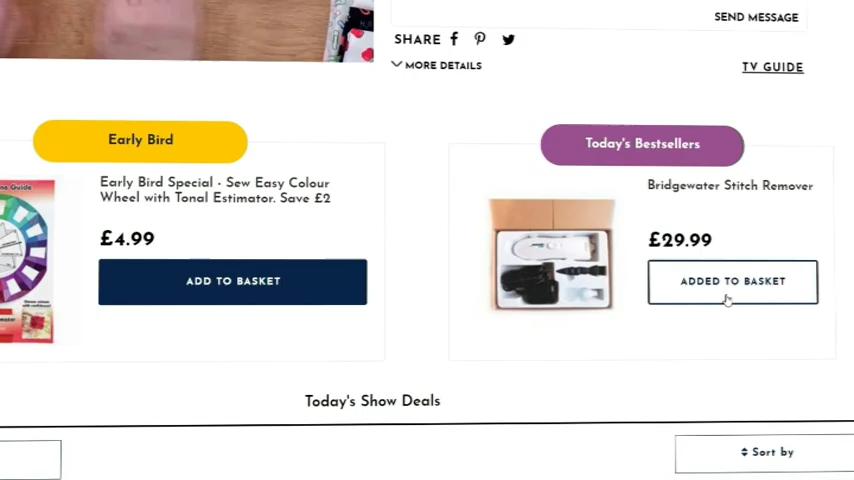 SEND MESSAGE
SHARE
MORE DETAILS
TV GUIDE
Early Bird
Early Bird Special - Sew Easy Colour
Wheel with Tonal Estimator. Save £2
£4.99
ADD TO BASKET
Today's Bestsellers
Bridgewater Stitch Remover
£29.99
ADDED TO BASKET
Today's Show Deals
Sort by